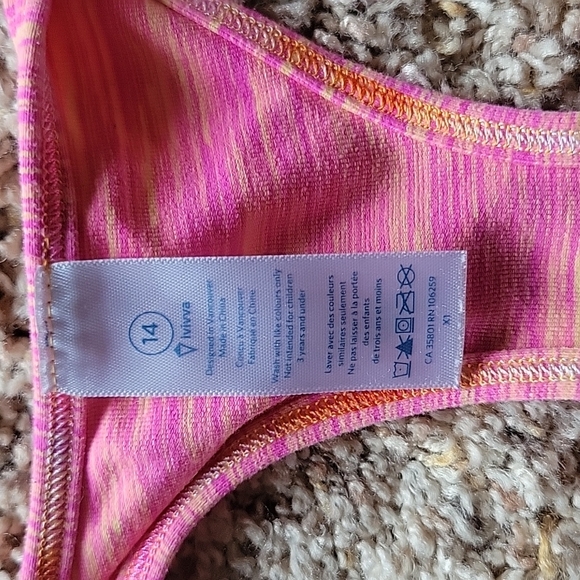 14
ivivva
Designed in Vancouver
Made in China
Conçu à Vancouver
Fabriqué en Chine
Wash with like colours only
Not intended for children
3 years and under
Laver avec des couleurs
similaires seulement
Ne pas laisser à la portée
des enfants
de trois ans et moins
CA 35801 RN 106259
X1